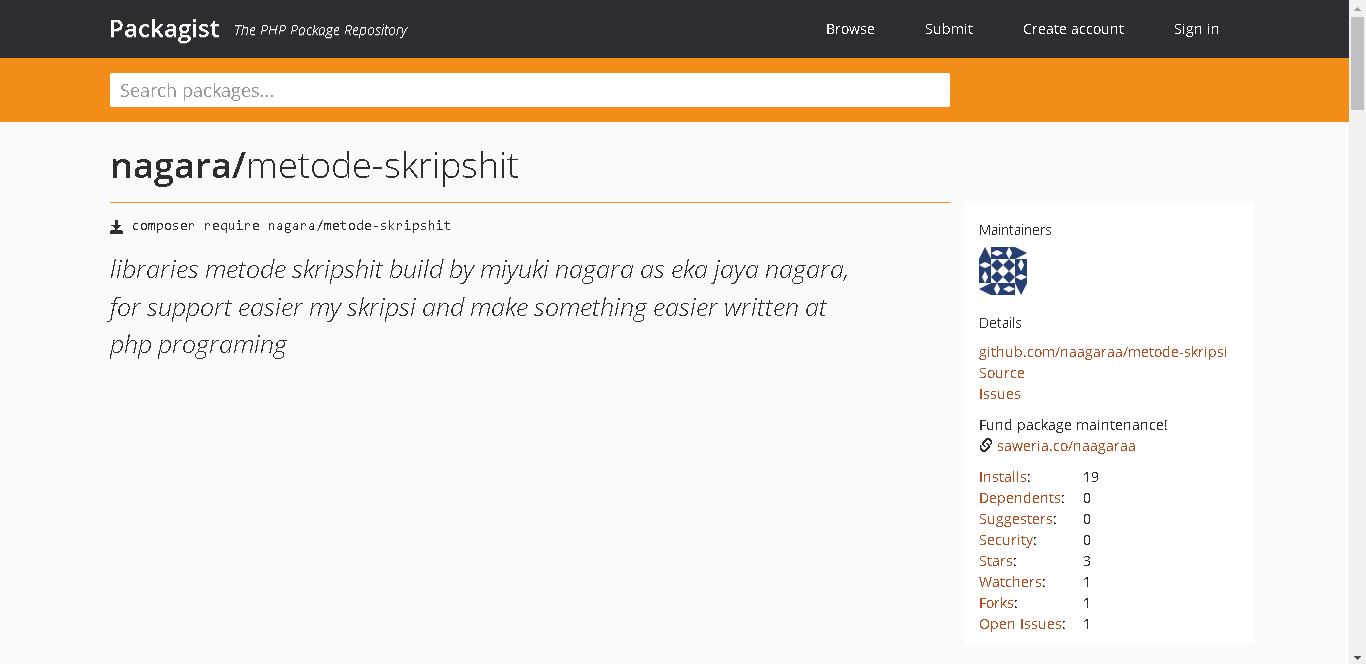 Packagist The PHP Package Repository Browse Submit Create account Sign in
Search packages...
nagara/metode-skripshit
composer require nagara/metode-skripshit
libraries metode skripshit build by miyuki nagara as eka jaya nagara,
for support easier my skripsi and make something easier written at
php programing
Maintainers
Details
github.com/naagaraa/metode-skripsi
Source
Issues
Fund package maintenance!
saweria.co/naagaraa
Installs: 19
Dependents: 0
Suggesters: 0
Security: 0
Stars: 3
Watchers: 1
Forks: 1
Open Issues: 1